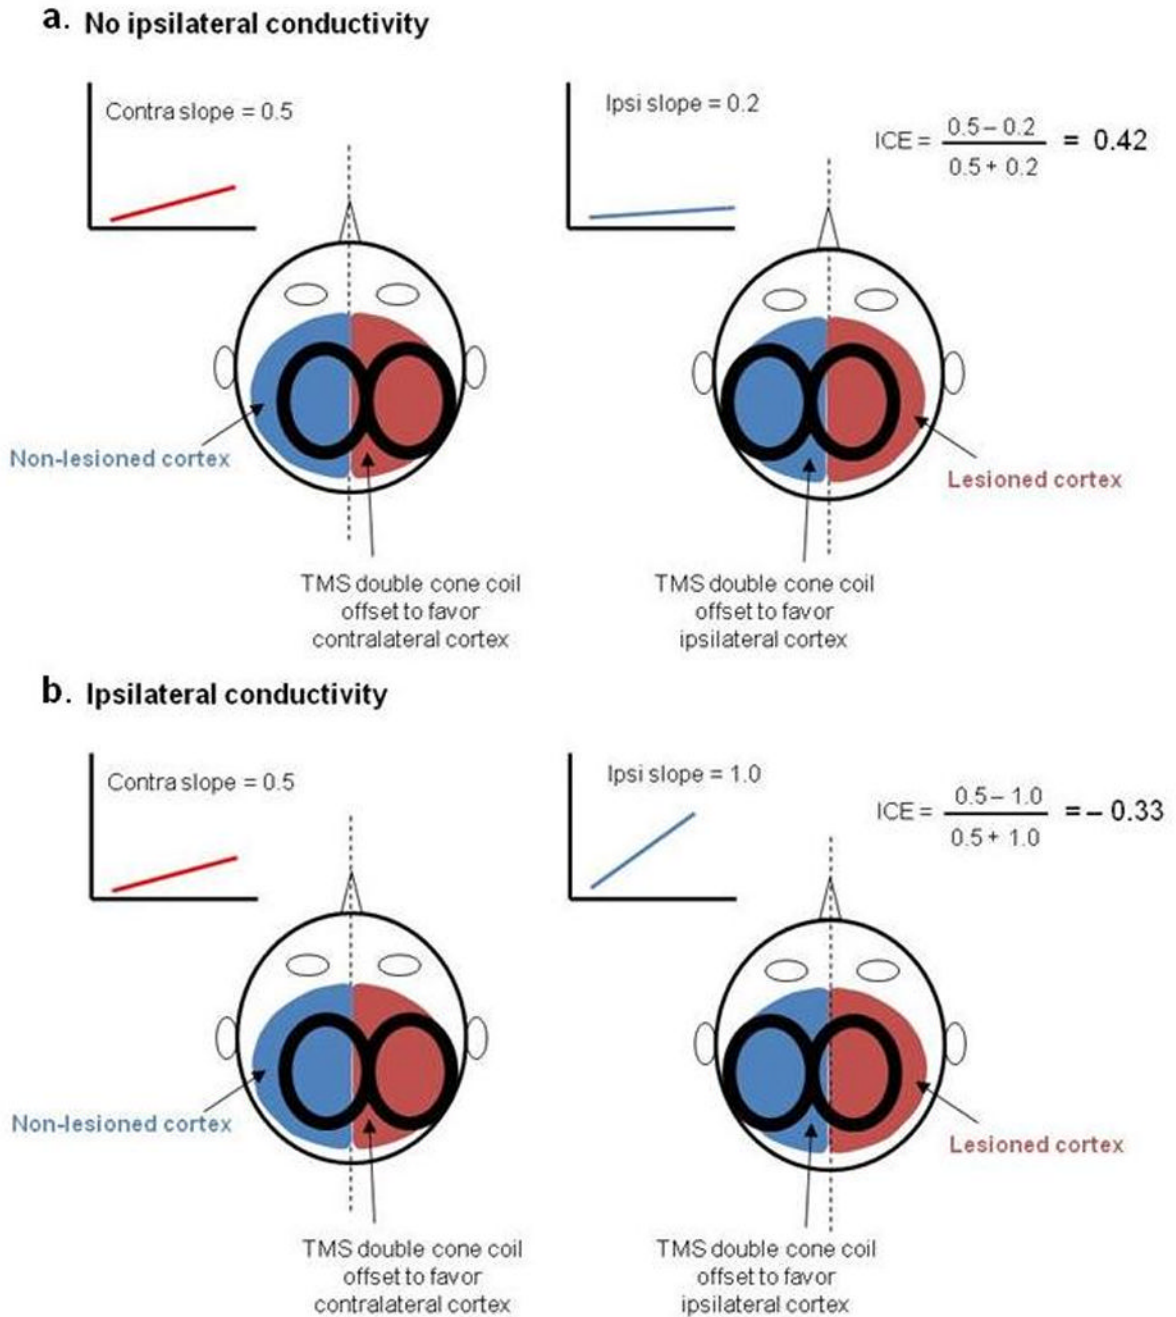 a. No ipsilateral conductivity
Contra slope = 0.5
Ipsi slope = 0.2
ICE = 0.5 – 0.2 / 0.5 + 0.2 = 0.42
Non-lesioned cortex
Lesioned cortex
TMS double cone coil
offset to favor
contralateral cortex
TMS double cone coil
offset to favor
ipsilateral cortex
b. Ipsilateral conductivity
Contra slope = 0.5
Ipsi slope = 1.0
ICE = 0.5 – 1.0 / 0.5 + 1.0 = – 0.33
Non-lesioned cortex
Lesioned cortex
TMS double cone coil
offset to favor
contralateral cortex
TMS double cone coil
offset to favor
ipsilateral cortex